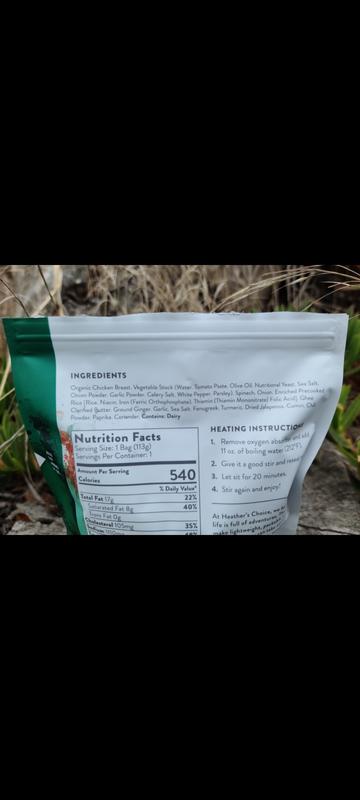 INGREDIENTS
Organic Chicken Breast, Vegetable Stock (Water, Tomato Paste, Olive Oil, Nutritional Yeast, Sea Salt,
Onion Powder, Garlic Powder, Celery Salt, White Pepper, Parsley), Spinach, Onion, Enriched Precooked
Rice (Rice, Niacin, Iron (Ferric Orthophosphate), Thiamin (Thiamin Mononitrate) Folic Acid), Ghee
Clarified Butter, Ground Ginger, Garlic, Sea Salt, Fenugreek, Turmeric, Dried Jalapenos, Cumin, Chili
Powder, Paprika, Coriander. Contains: Dairy
Nutrition Facts
Serving Size: 1 Bag (113g)
Servings Per Container: 1
Amount Per Serving
Calories 540
% Daily Value*
Total Fat 17g 22%
Saturated Fat 8g 40%
Trans Fat 0g
Cholesterol 105mg 35%
HEATING INSTRUCTIONS
1. Remove oxygen absorber and add
11 oz. of boiling water (212°F).
2. Give it a good stir and
3. Let sit for 20 minutes.
4. Stir again and enjoy!
At Heather's Choice, we
life is full of adventures,
make lightweight,